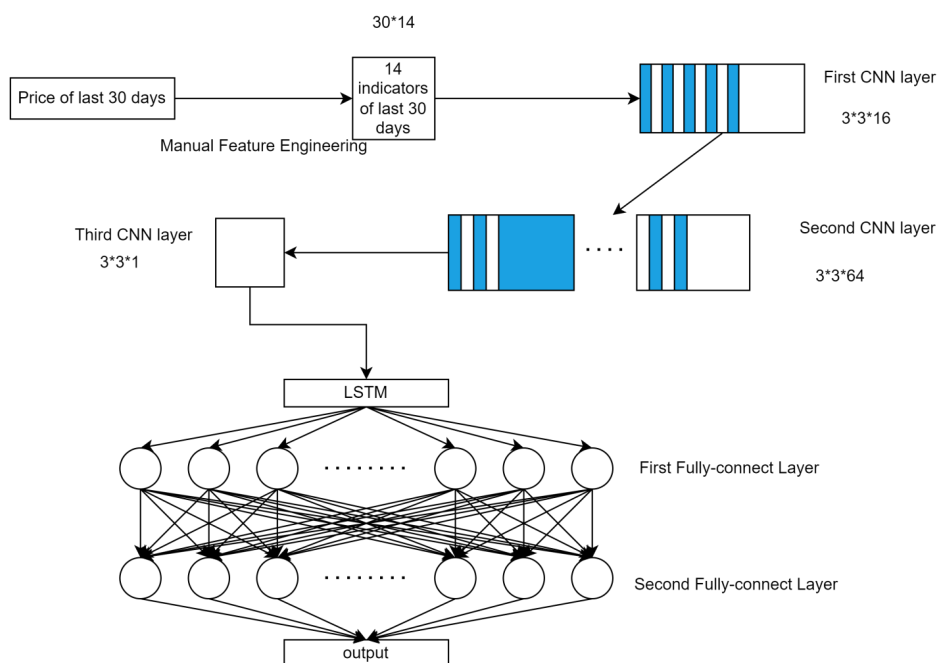 30*14
Price of last 30 days
14
indicators
of last 30
days
Manual Feature Engineering
First CNN layer
3*3*16
Third CNN layer
3*3*1
Second CNN layer
3*3*64
LSTM
First Fully-connect Layer
Second Fully-connect Layer
output